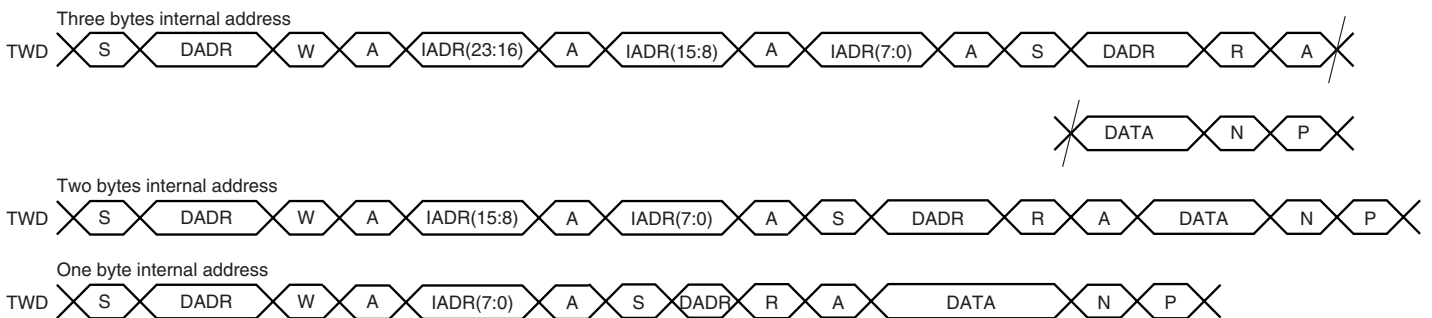 Three bytes internal address
TWD S DADR W A IADR(23:16) A IADR(15:8) A IADR(7:0) A S DADR R A
DATA N P
Two bytes internal address
TWD S DADR W A IADR(15:8) A IADR(7:0) A S DADR R A DATA N P
One byte internal address
TWD S DADR W A IADR(7:0) A S DADR R A DATA N P